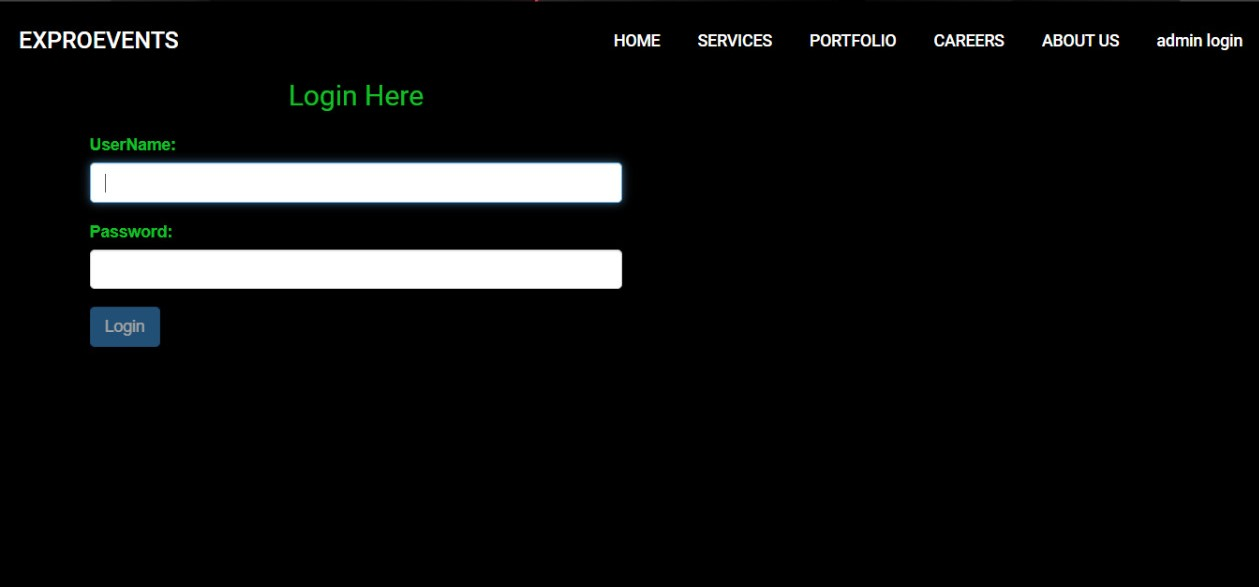 EXPROEVENTS HOME SERVICES PORTFOLIO CAREERS ABOUT US admin login
Login Here
UserName:
Password:
Login